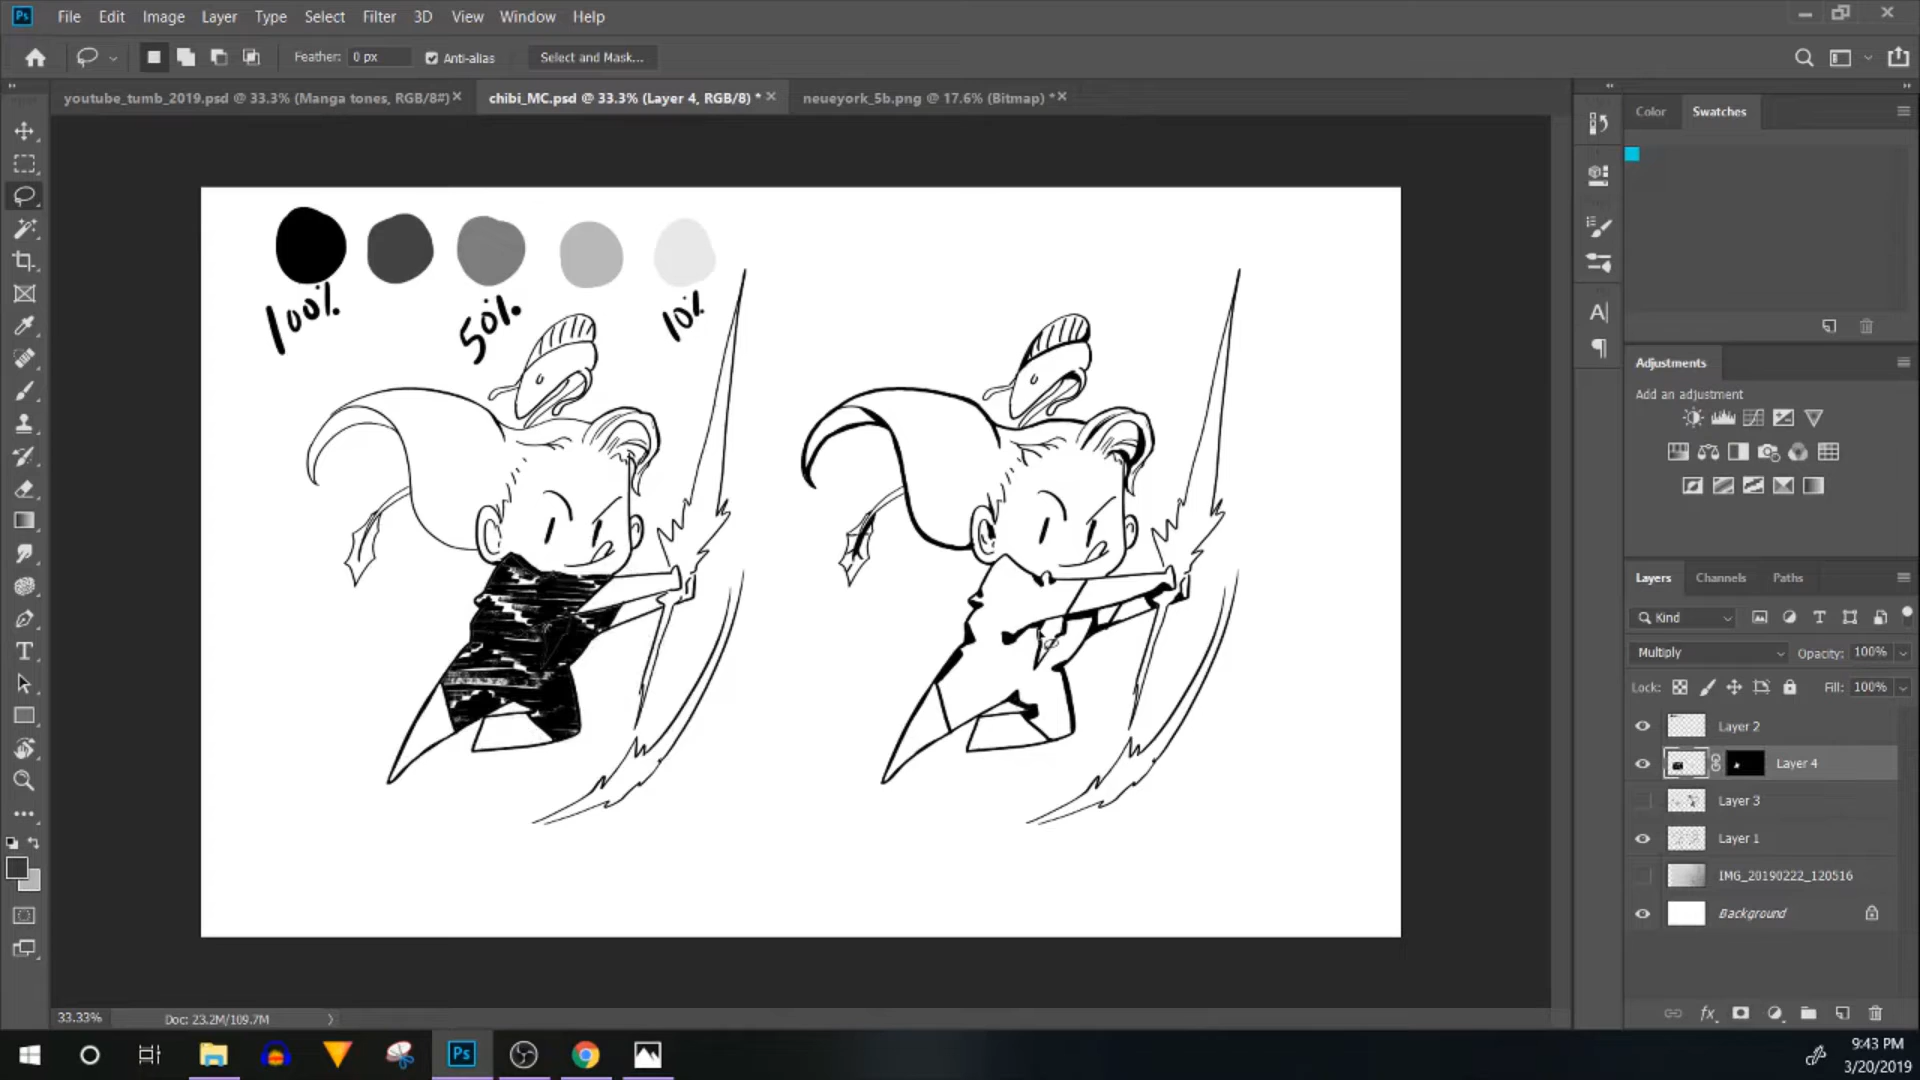 Ps File Edit Image Layer Type Select Filter 3D View Window Help
Feather: 0 px Anti-alias Select and Mask...
youtube_tumb_2019.psd @ 33.3% (Manga tones, RGB/8#) chibi_MC.psd @ 33.3% (Layer 4, RGB/8) * neueyork_5b.png @ 17.6% (Bitmap) *
Color Swatches
100%
50%
10%
Adjustments
Add an adjustment
Layers Channels Paths
Kind
Multiply Opacity: 100%
Lock: Fill: 100%
Layer 2
Layer 4
Layer 3
Layer 1
IMG_20190222_120516
Background
33.33% Doc: 23.2M/109.7M
Ps
9:43 PM
3/20/2019